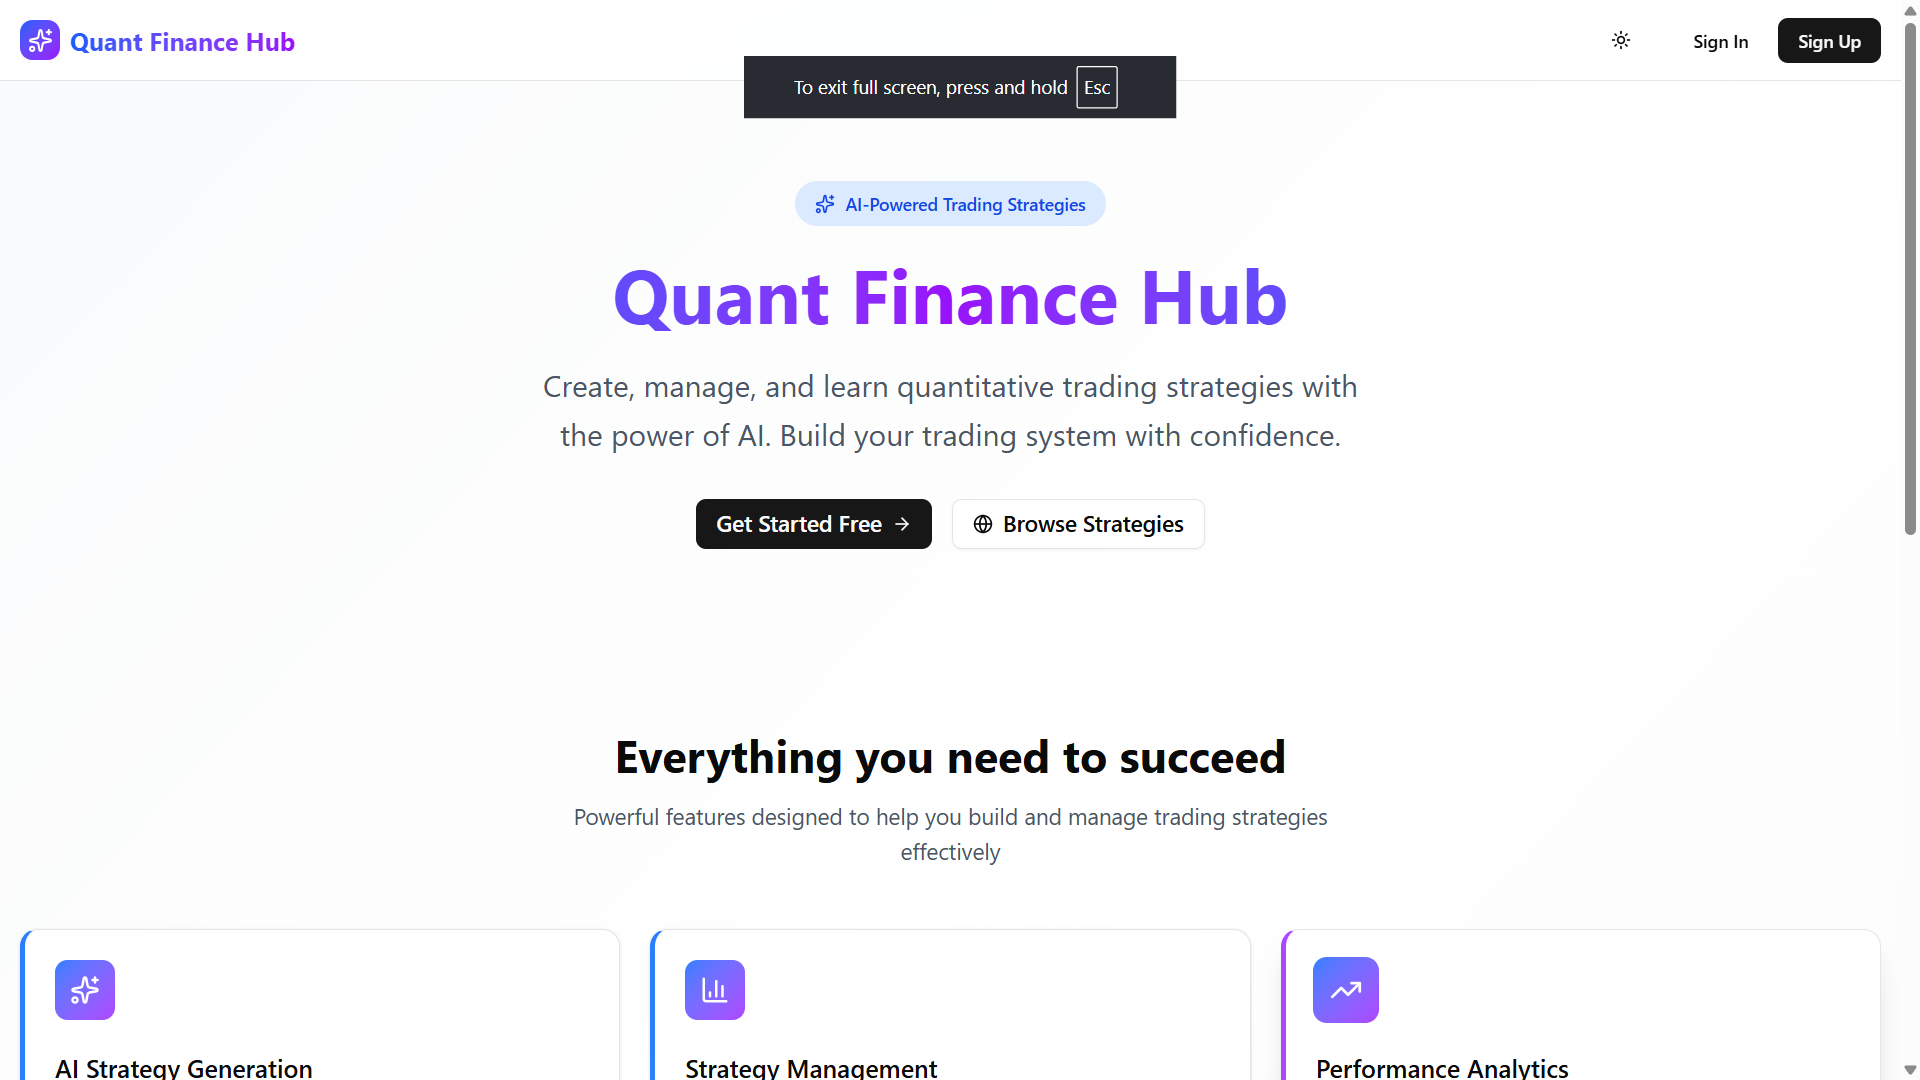 Quant Finance Hub
Sign In
Sign Up
To exit full screen, press and hold Esc
AI-Powered Trading Strategies
Quant Finance Hub
Create, manage, and learn quantitative trading strategies with
the power of AI. Build your trading system with confidence.
Get Started Free
Browse Strategies
Everything you need to succeed
Powerful features designed to help you build and manage trading strategies
effectively
AI Strategy Generation
Strategy Management
Performance Analytics